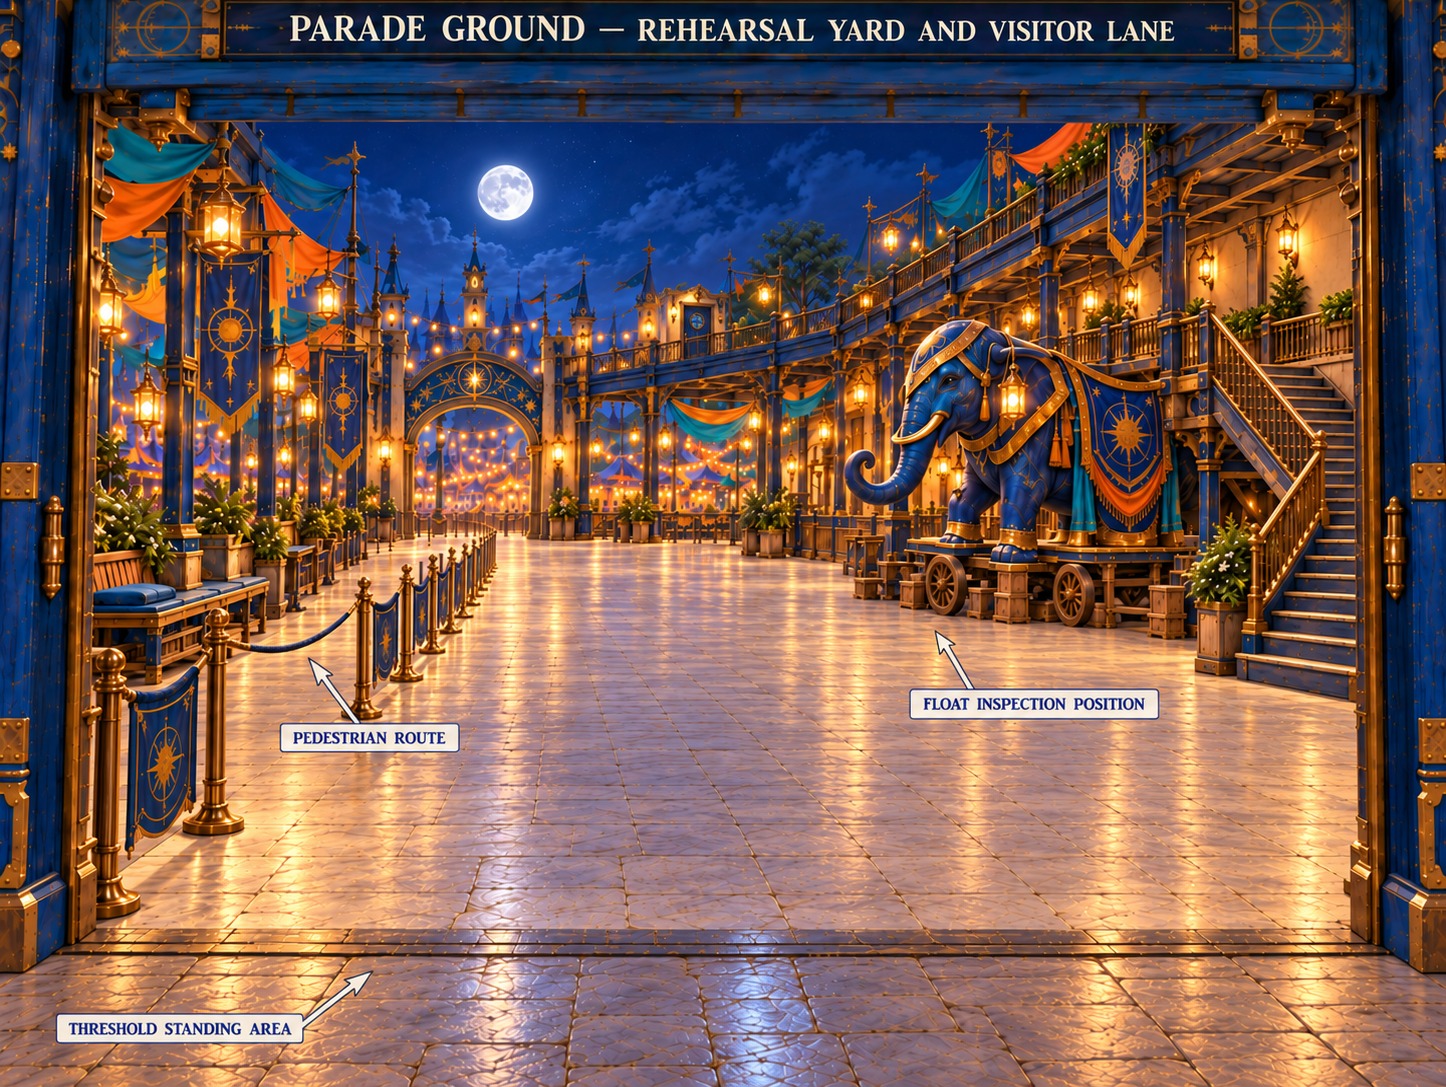 PARADE GROUND — REHEARSAL YARD AND VISITOR LANE
FLOAT INSPECTION POSITION
PEDESTRIAN ROUTE
THRESHOLD STANDING AREA